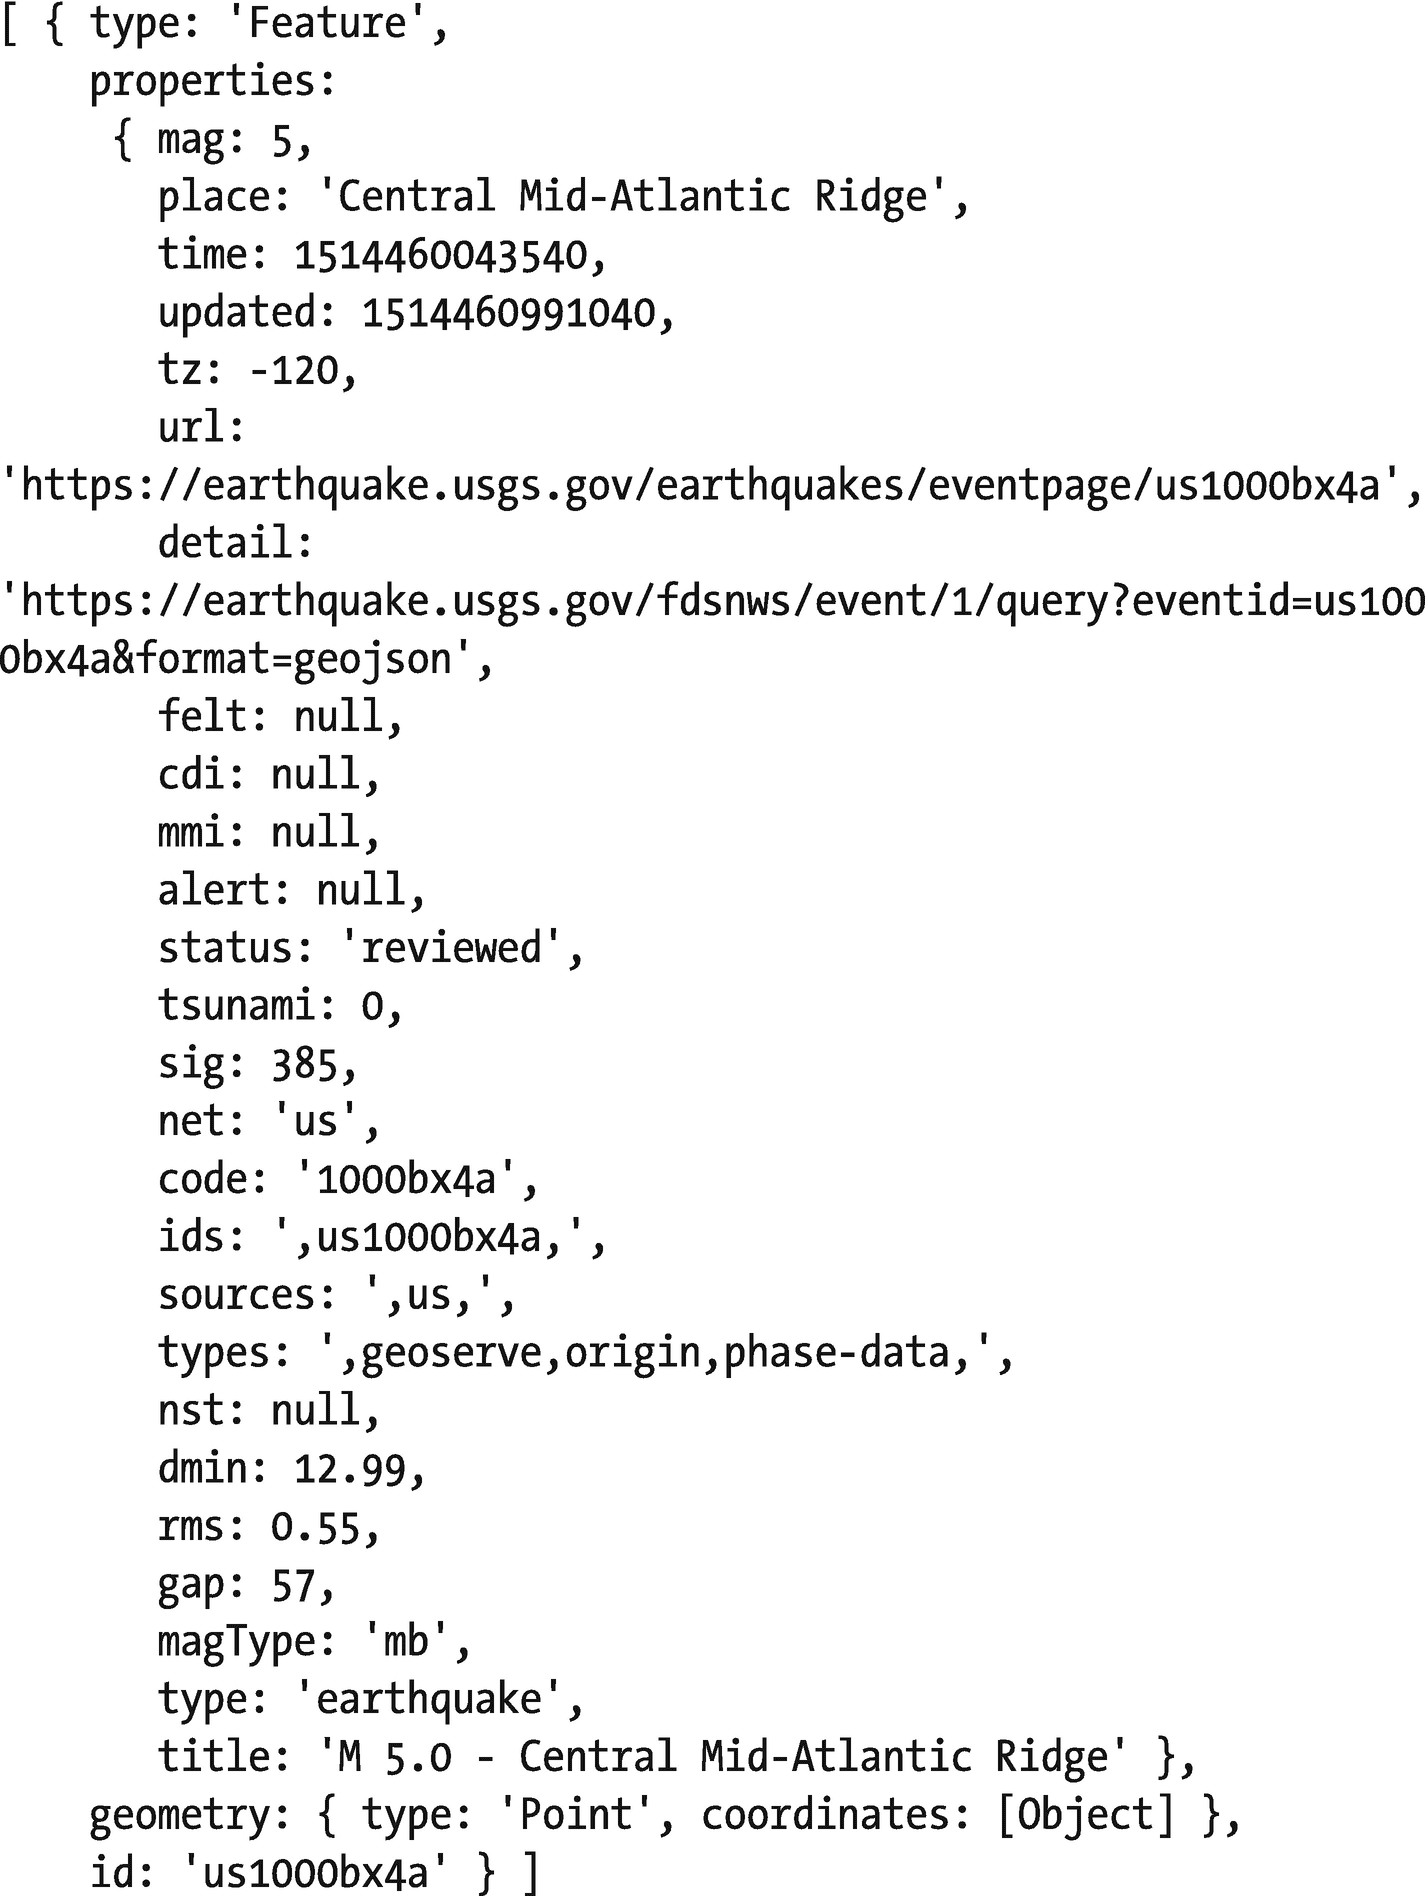 [ { type: 'Feature',
    properties:
     { mag: 5,
       place: 'Central Mid-Atlantic Ridge',
       time: 1514460043540,
       updated: 1514460991040,
       tz: -120,
       url:
'https://earthquake.usgs.gov/earthquakes/eventpage/us1000bx4a',
       detail:
'https://earthquake.usgs.gov/fdsnws/event/1/query?eventid=us100
0bx4a&format=geojson',
       felt: null,
       cdi: null,
       mmi: null,
       alert: null,
       status: 'reviewed',
       tsunami: 0,
       sig: 385,
       net: 'us',
       code: '1000bx4a',
       ids: ',us1000bx4a,',
       sources: ',us,',
       types: ',geoserve,origin,phase-data,',
       nst: null,
       dmin: 12.99,
       rms: 0.55,
       gap: 57,
       magType: 'mb',
       type: 'earthquake',
       title: 'M 5.0 - Central Mid-Atlantic Ridge' },
    geometry: { type: 'Point', coordinates: [Object] },
    id: 'us1000bx4a' } ]